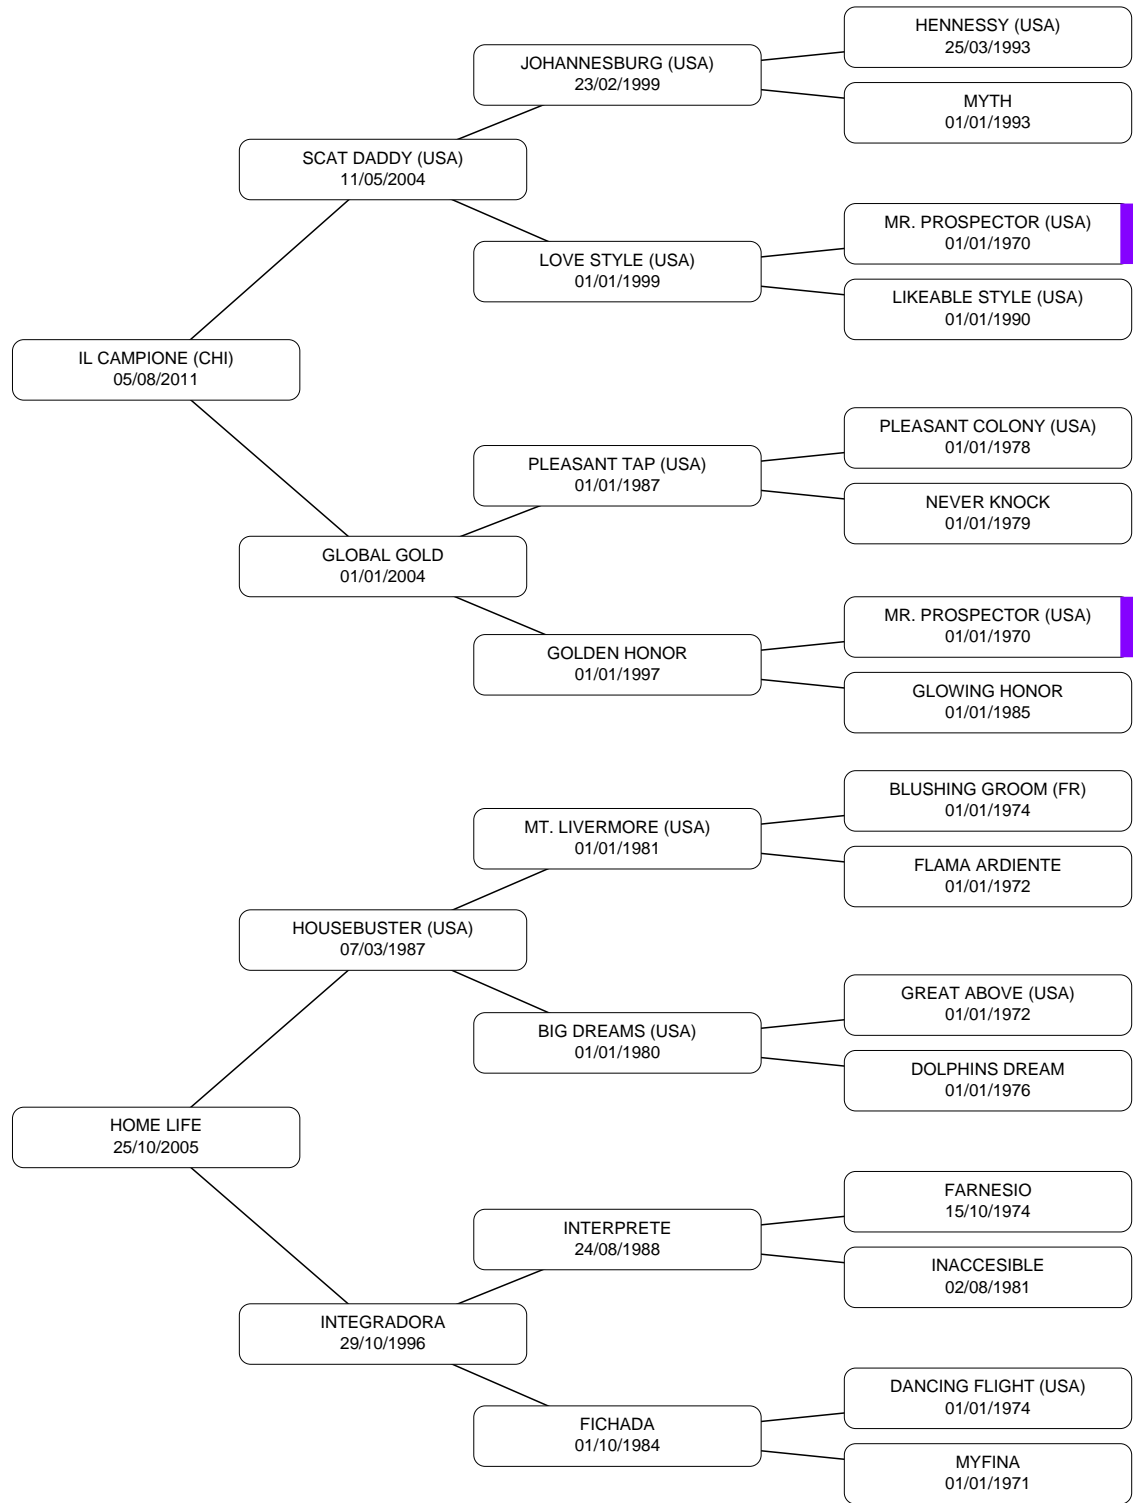 HENNESSY (USA)
25/03/1993
JOHANNESBURG (USA)
23/02/1999
MYTH
01/01/1993
SCAT DADDY (USA)
11/05/2004
MR. PROSPECTOR (USA)
01/01/1970
LOVE STYLE (USA)
01/01/1999
LIKEABLE STYLE (USA)
01/01/1990
IL CAMPIONE (CHI)
05/08/2011
PLEASANT COLONY (USA)
01/01/1978
PLEASANT TAP (USA)
01/01/1987
NEVER KNOCK
01/01/1979
GLOBAL GOLD
01/01/2004
MR. PROSPECTOR (USA)
01/01/1970
GOLDEN HONOR
01/01/1997
GLOWING HONOR
01/01/1985
BLUSHING GROOM (FR)
01/01/1974
MT. LIVERMORE (USA)
01/01/1981
FLAMA ARDIENTE
01/01/1972
HOUSEBUSTER (USA)
07/03/1987
GREAT ABOVE (USA)
01/01/1972
BIG DREAMS (USA)
01/01/1980
DOLPHINS DREAM
01/01/1976
HOME LIFE
25/10/2005
FARNESIO
15/10/1974
INTERPRETE
24/08/1988
INACCESIBLE
02/08/1981
INTEGRADORA
29/10/1996
DANCING FLIGHT (USA)
01/01/1974
FICHADA
01/10/1984
MYFINA
01/01/1971